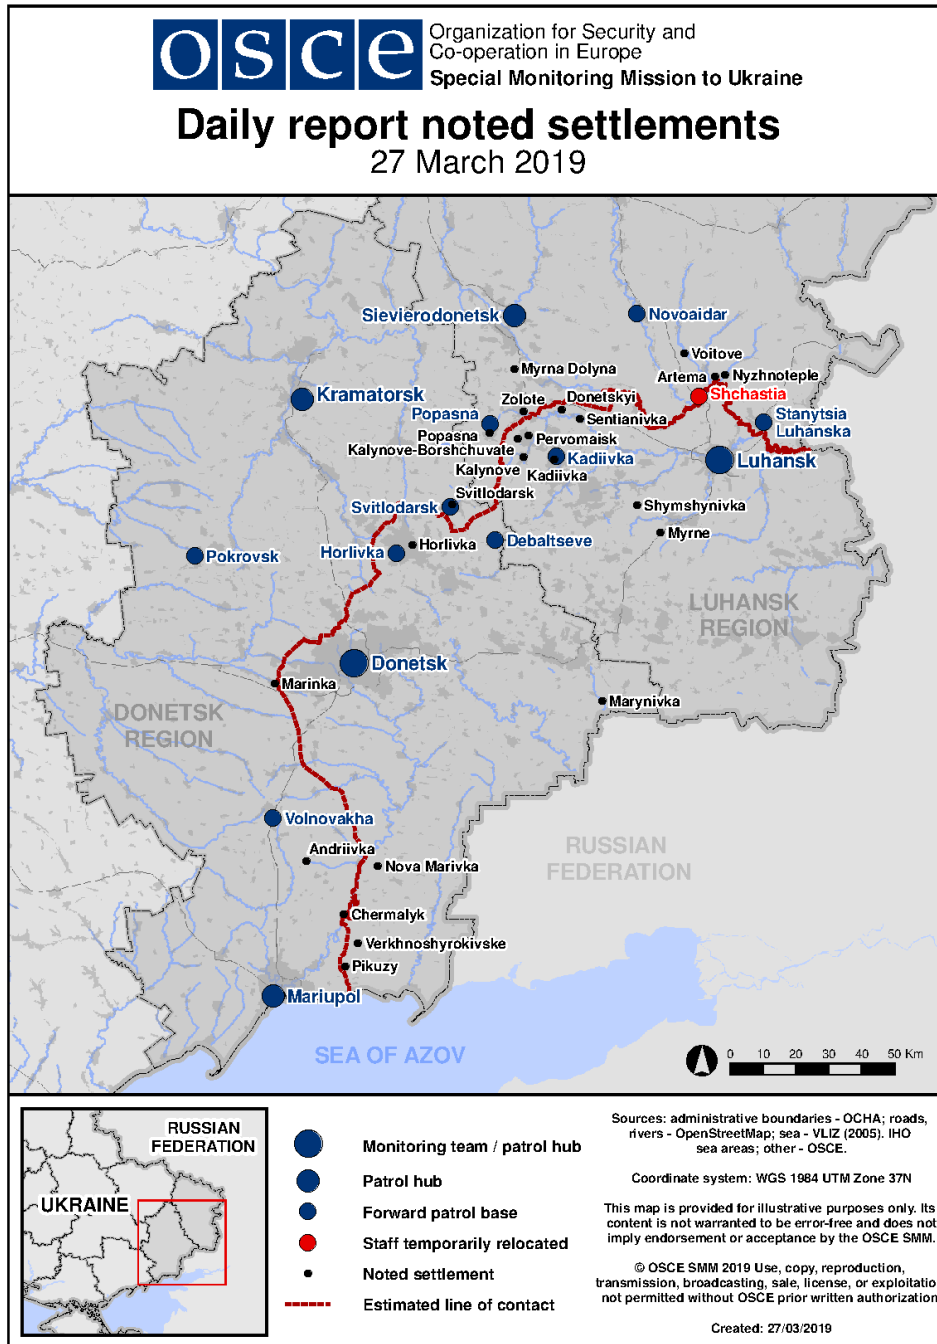 osce
Organization for Security and
Co-operation in Europe
Special Monitoring Mission to Ukraine
Daily report noted settlements
27 March 2019
Sievierodonetsk
Novoaidar
Voitove
Myrna Dolyna
Artema
Nyzhnoteple
Kramatorsk
Zolote
Donetskyi
Shchastia
Popasna
Sentianivka
Stanytsia
Luhanska
Popasna
Pervomaisk
Kalynove-Borshchuvate
Kadiivka
Luhansk
Kalynove
Kadiivka
Svitlodarsk
Svitlodarsk
Shymshynivka
Horlivka
Horlivka
Debaltseve
Myrne
Pokrovsk
LUHANSK
REGION
Donetsk
Marinka
Marynivka
DONETSK
REGION
Volnovakha
Andriivka
Nova Marivka
RUSSIAN
FEDERATION
Chermalyk
Verkhnoshyrokivske
Pikuzy
Mariupol
SEA OF AZOV
0 10 20 30 40 50 Km
RUSSIAN
FEDERATION
UKRAINE
Monitoring team / patrol hub
Patrol hub
Forward patrol base
Staff temporarily relocated
Noted settlement
Estimated line of contact
Sources: administrative boundaries - OCHA; roads,
rivers - OpenStreetMap; sea - VLIZ (2005). IHO
sea areas; other - OSCE.
Coordinate system: WGS 1984 UTM Zone 37N
This map is provided for illustrative purposes only. Its
content is not warranted to be error-free and does not
imply endorsement or acceptance by the OSCE SMM.
© OSCE SMM 2019 Use, copy, reproduction,
transmission, broadcasting, sale, license, or exploitatio
not permitted without OSCE prior written authorization
Created: 27/03/2019